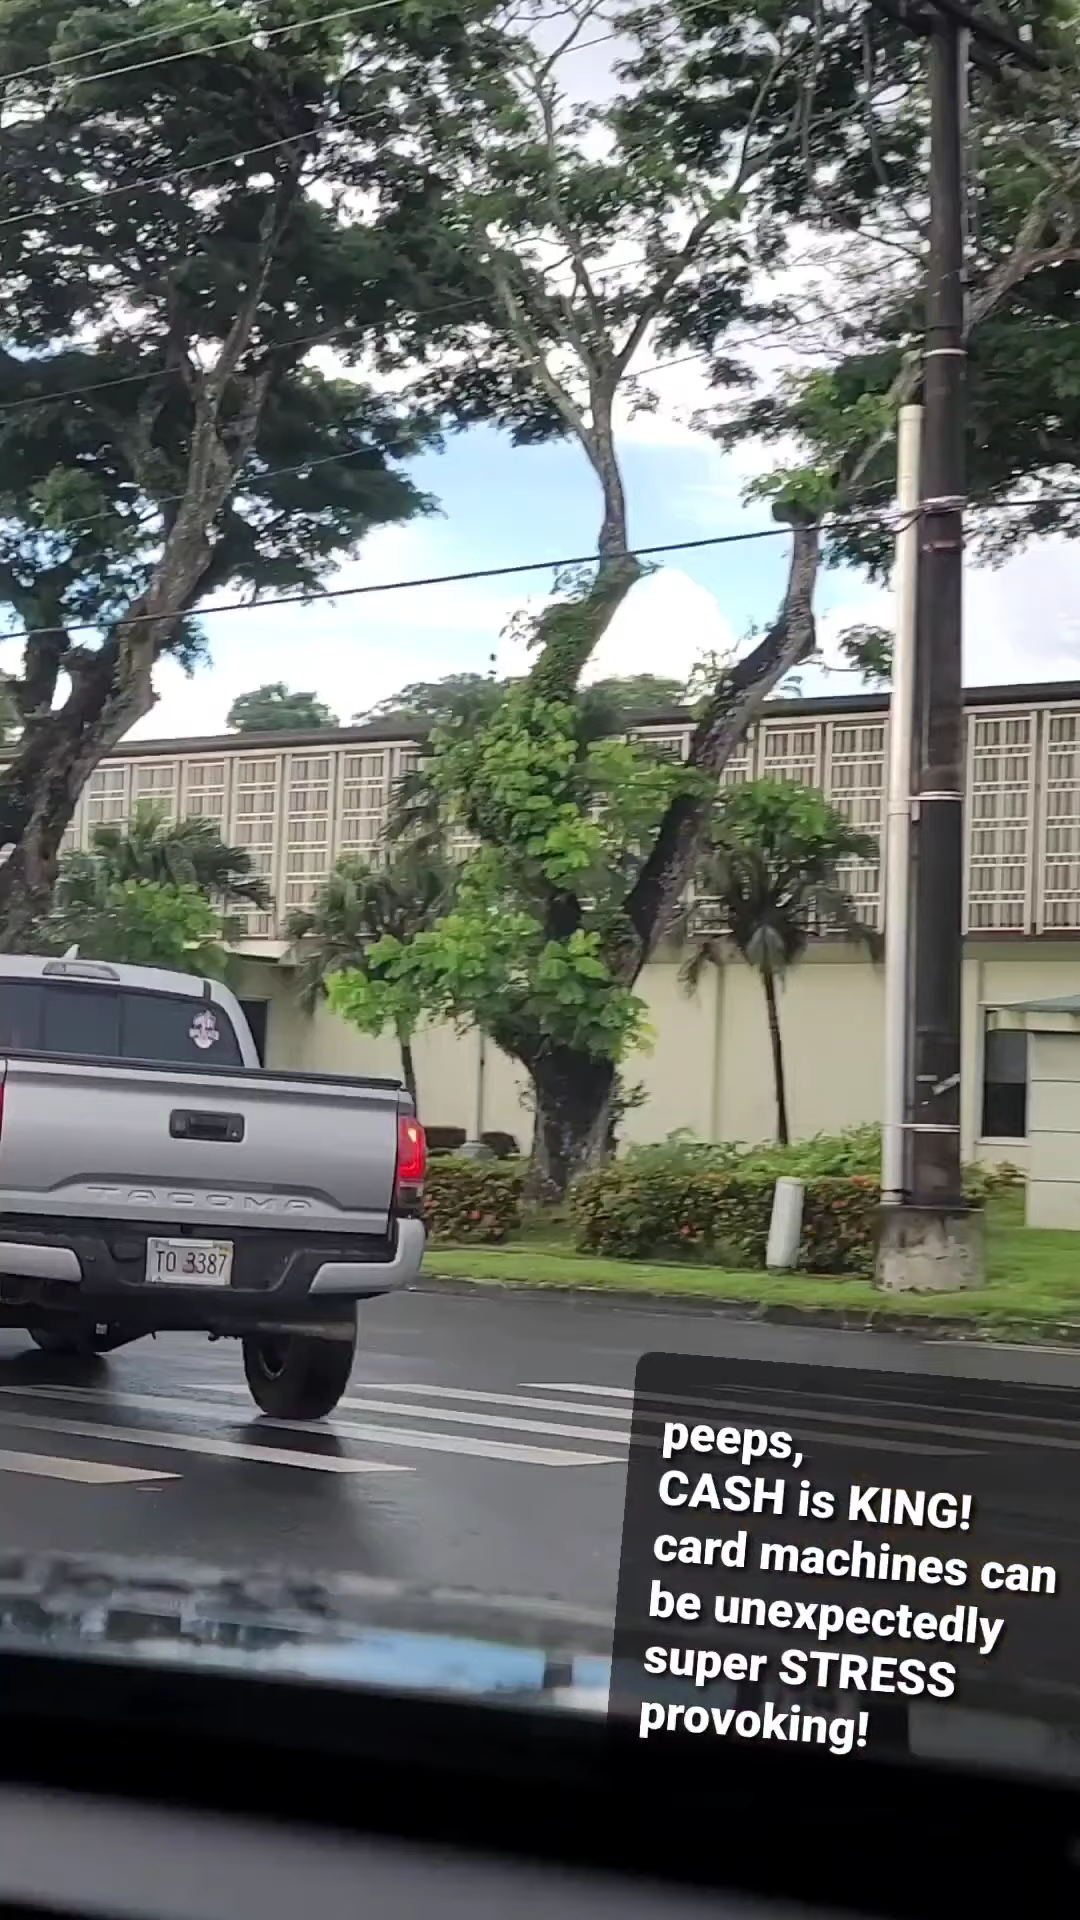 TACOMA
TO 3387
peeps,
CASH is KING!
card machines can
be unexpectedly
super STRESS
provoking!